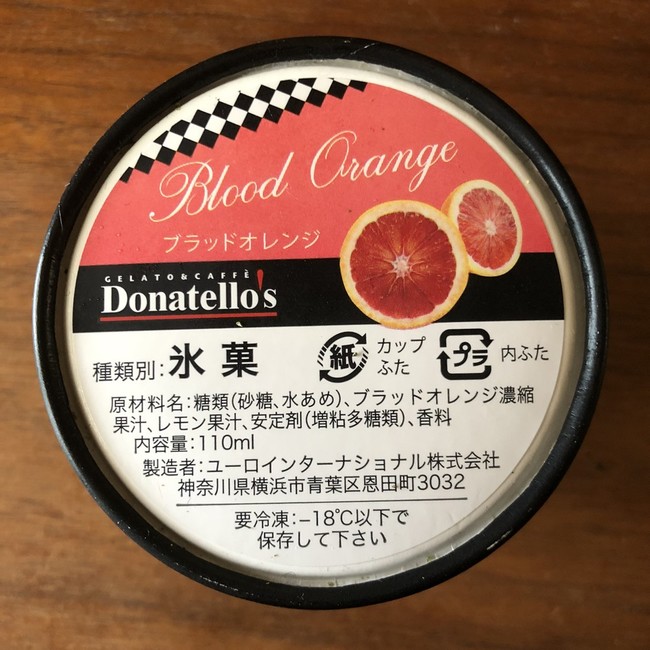 Blood Orange
ブラッドオレンジ
GELATO & CAFFÈ
Donatello's
種類別:氷菓
紙
カップ
ふた
プラ
内ふた
原材料名:糖類(砂糖、水あめ)、ブラッドオレンジ濃縮
果汁、レモン果汁、安定剤(増粘多糖類)、香料
内容量:110ml
製造者:ユーロインターナショナル株式会社
神奈川県横浜市青葉区恩田町3032
要冷凍:−18℃以下で
保存して下さい